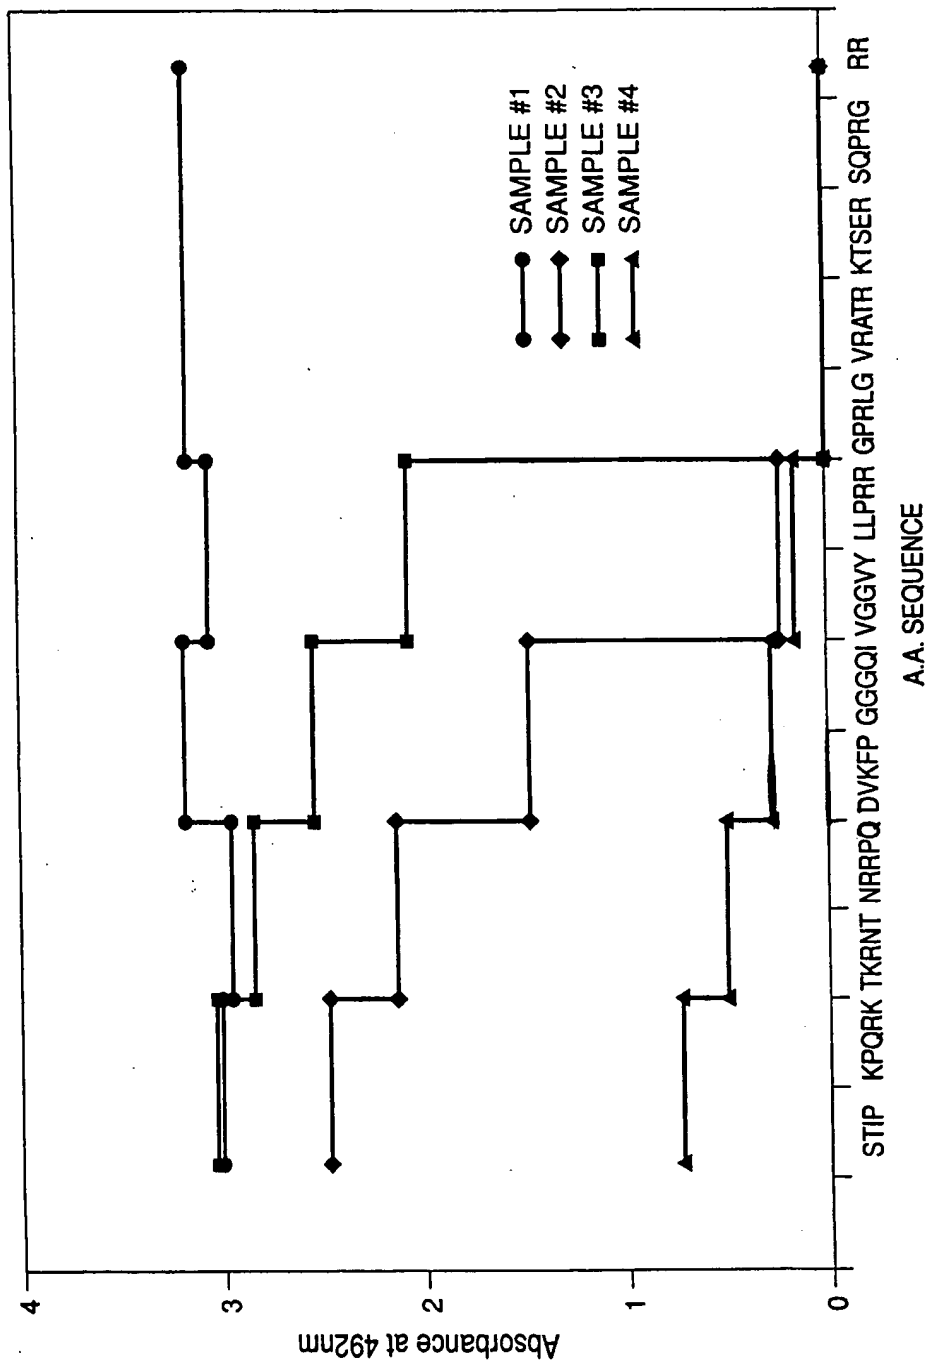 Absorbance at 492nm
4
3
2
1
0
SAMPLE #1
SAMPLE #2
SAMPLE #3
SAMPLE #4
STIP KPQRK TKRNT NRRPQ DVKFP GGGQI VGGVY LLPRR GPRLG VRATR KTSER SQPRG RR
A.A. SEQUENCE